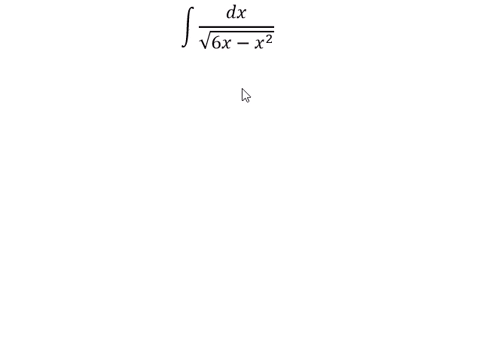 ∫ dx / √(6x − x²)